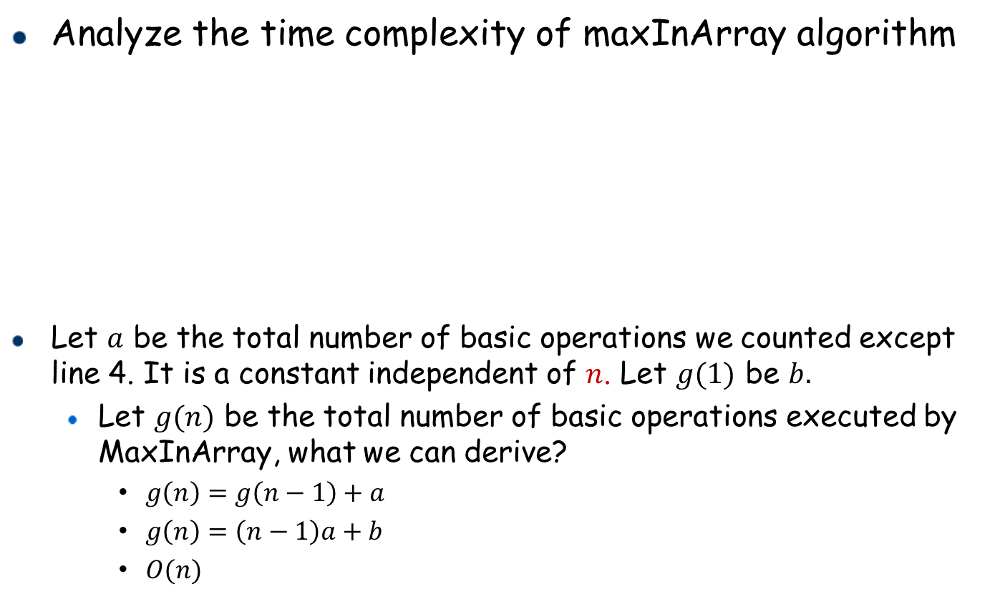 • Analyze the time complexity of maxInArray algorithm
• Let a be the total number of basic operations we counted except
line 4. It is a constant independent of n. Let g(1) be b.
• Let g(n) be the total number of basic operations executed by
MaxInArray, what we can derive?
• g(n) = g(n − 1) + a
• g(n) = (n − 1)a + b
• O(n)